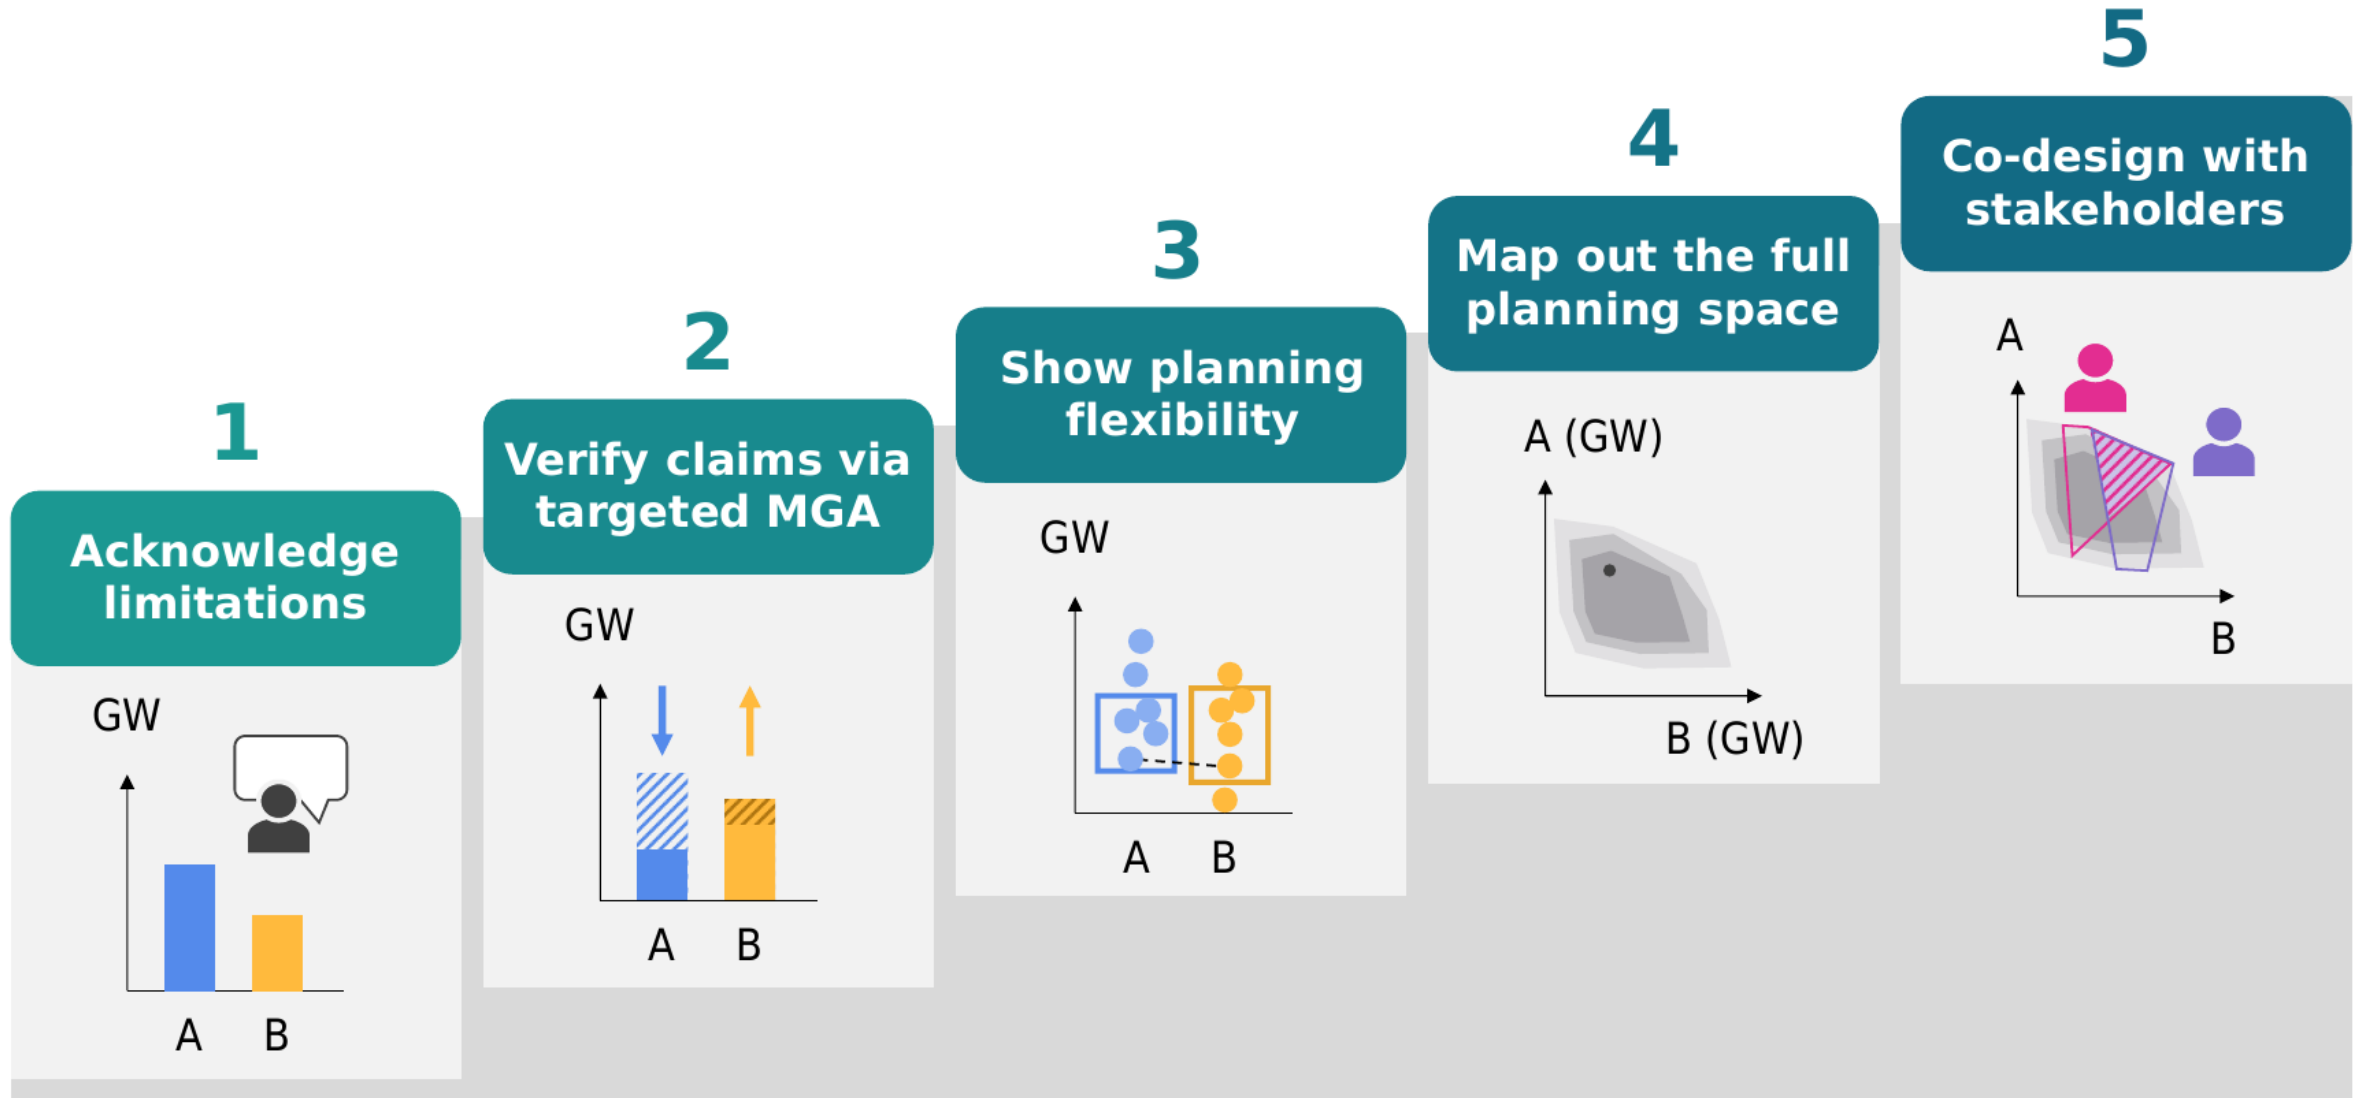 1
Acknowledge
limitations
GW
A B
2
Verify claims via
targeted MGA
GW
A B
3
Show planning
flexibility
GW
A B
4
Map out the full
planning space
A (GW)
B (GW)
5
Co-design with
stakeholders
A
B